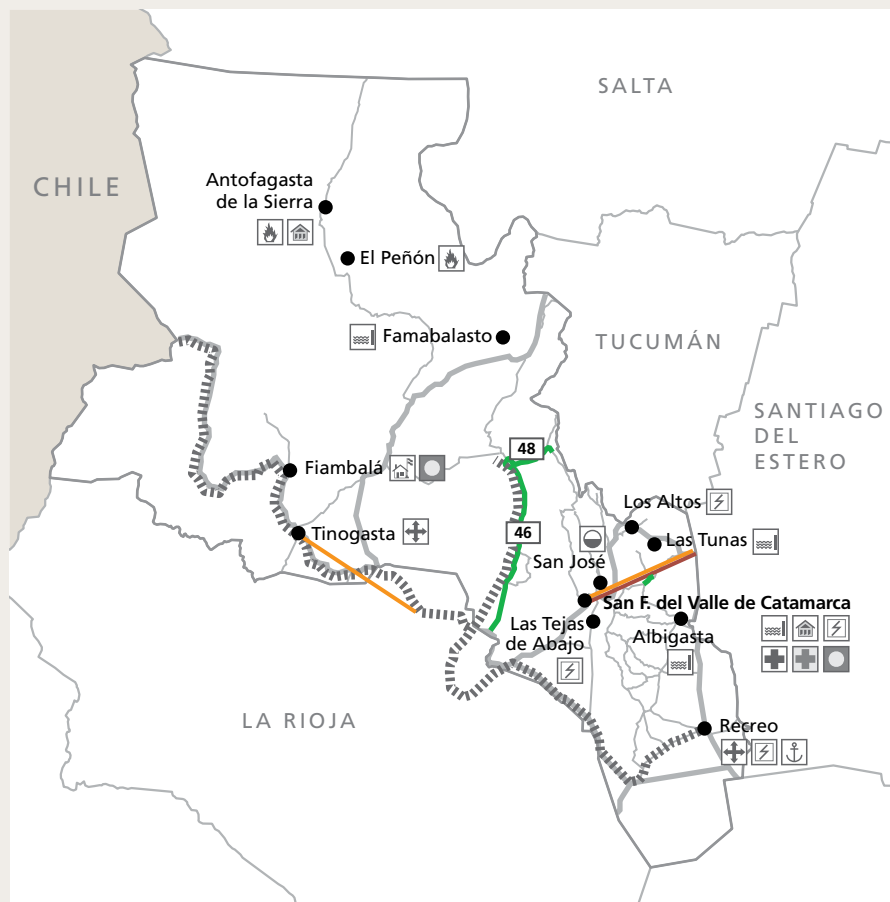 SALTA
CHILE
Antofagasta
de la Sierra
El Peñón
Famabalasto
TUCUMÁN
SANTIAGO
DEL
ESTERO
48
Fiambalá
Los Altos
46
Tinogasta
Las Tunas
San José
San F. del Valle de Catamarca
Las Tejas
de Abajo
Albigasta
LA RIOJA
Recreo